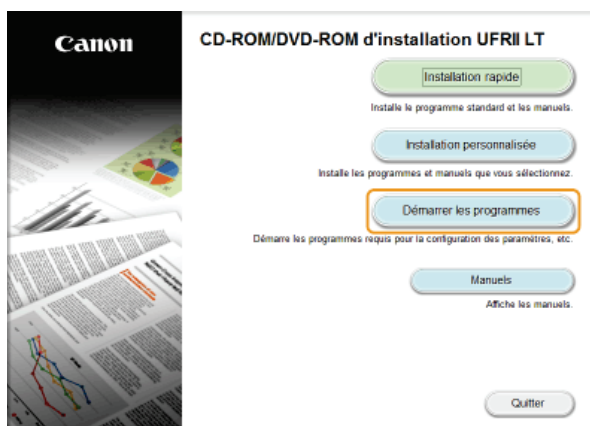 Canon
CD-ROM/DVD-ROM d'installation UFRII LT
Installation rapide
Installe le programme standard et les manuels.
Installation personnalisée
Installe les programmes et manuels que vous sélectionnez.
Démarrer les programmes
Démarre les programmes requis pour la configuration des paramètres, etc.
Manuels
Affiche les manuels.
Quitter